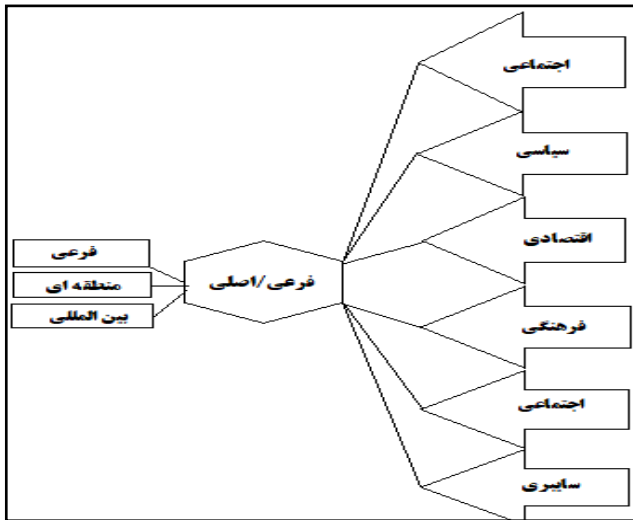 اجتماعی
سیاسی
اقتصادی
فرهنگی
اجتماعی
سایبری
فرعی/اصلی
فرعی
منطقه ای
بین المللی